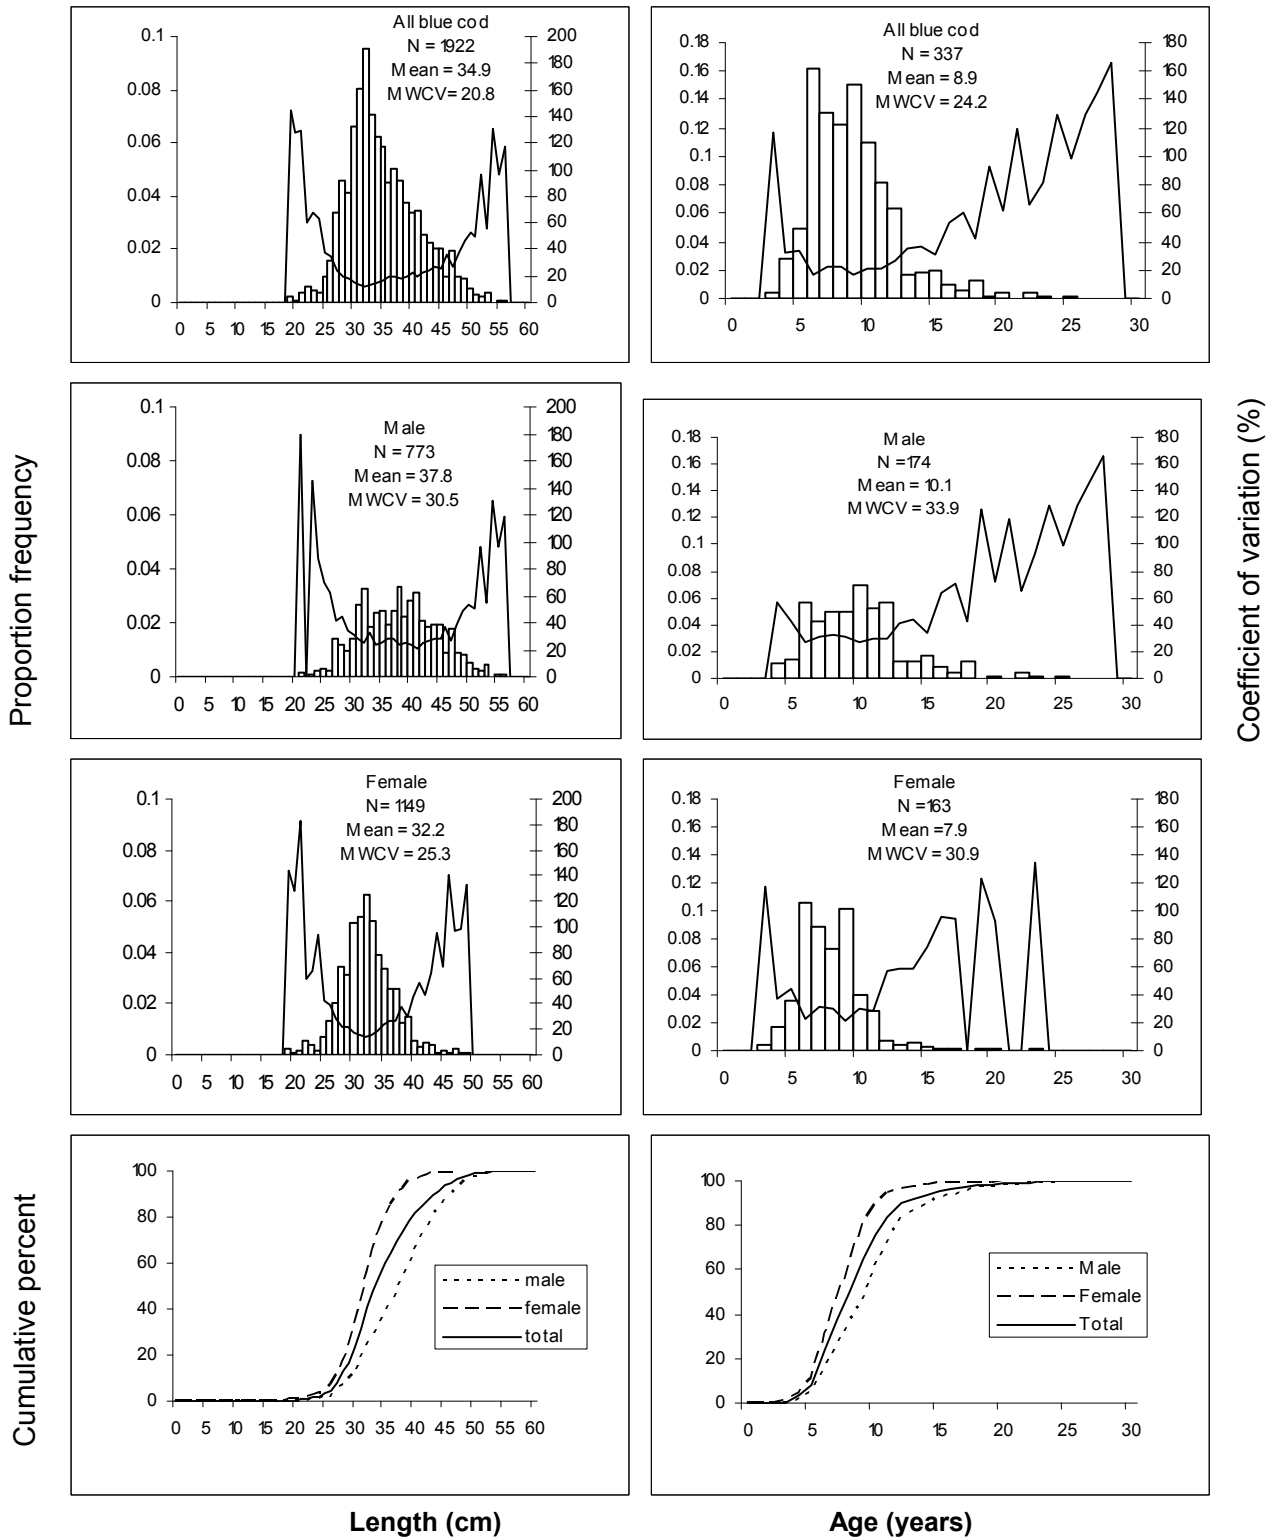 All blue cod
N = 1922
Mean = 34.9
MWCV= 20.8
0.1
0.08
0.06
0.04
0.02
0
200
180
160
140
120
100
80
60
40
20
0
0 5 10 15 20 25 30 35 40 45 50 55 60
All blue cod
N = 337
Mean = 8.9
MWCV = 24.2
0.18
0.16
0.14
0.12
0.1
0.08
0.06
0.04
0.02
0
180
160
140
120
100
80
60
40
20
0
0 5 10 15 20 25 30
Proportion frequency
Male
N = 773
Mean = 37.8
MWCV = 30.5
0.1
0.08
0.06
0.04
0.02
0
200
180
160
140
120
100
80
60
40
20
0
0 5 10 15 20 25 30 35 40 45 50 55 60
Male
N =174
Mean = 10.1
MWCV = 33.9
0.18
0.16
0.14
0.12
0.1
0.08
0.06
0.04
0.02
0
180
160
140
120
100
80
60
40
20
0
0 5 10 15 20 25 30
Coefficient of variation (%)
Female
N= 1149
Mean = 32.2
MWCV = 25.3
0.1
0.08
0.06
0.04
0.02
0
200
180
160
140
120
100
80
60
40
20
0
0 5 10 15 20 25 30 35 40 45 50 55 60
Female
N =163
Mean =7.9
MWCV = 30.9
0.18
0.16
0.14
0.12
0.1
0.08
0.06
0.04
0.02
0
180
160
140
120
100
80
60
40
20
0
0 5 10 15 20 25 30
Cumulative percent
100
80
60
40
20
0
male
female
total
0 5 10 15 20 25 30 35 40 45 50 55 60
100
80
60
40
20
0
Male
Female
Total
0 5 10 15 20 25 30
Length (cm)
Age (years)